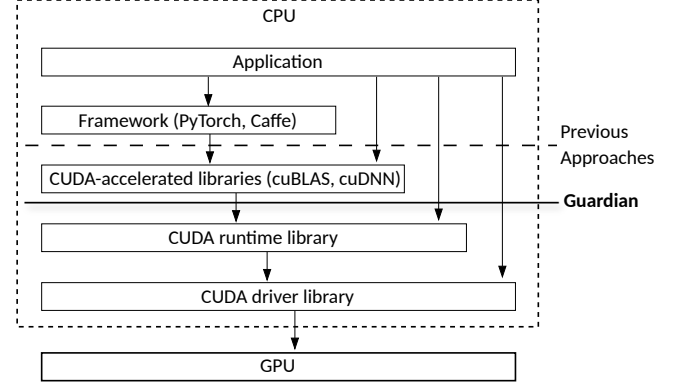 CPU
Application
Framework (PyTorch, Caffe)
Previous
Approaches
CUDA-accelerated libraries (cuBLAS, cuDNN)
Guardian
CUDA runtime library
CUDA driver library
GPU